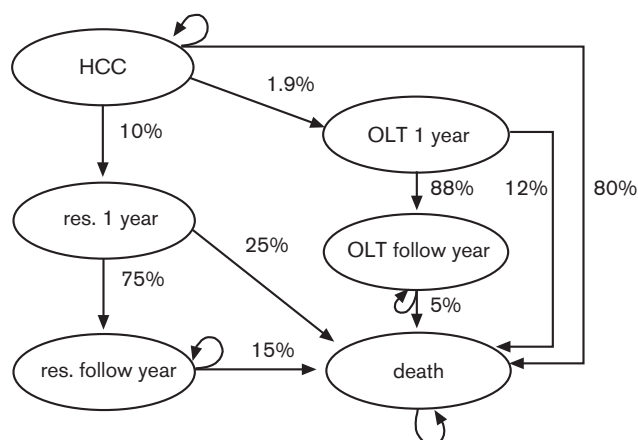 HCC
1.9%
10%
OLT 1 year
88%
12%
80%
res. 1 year
25%
OLT follow year
75%
5%
res. follow year
15%
death